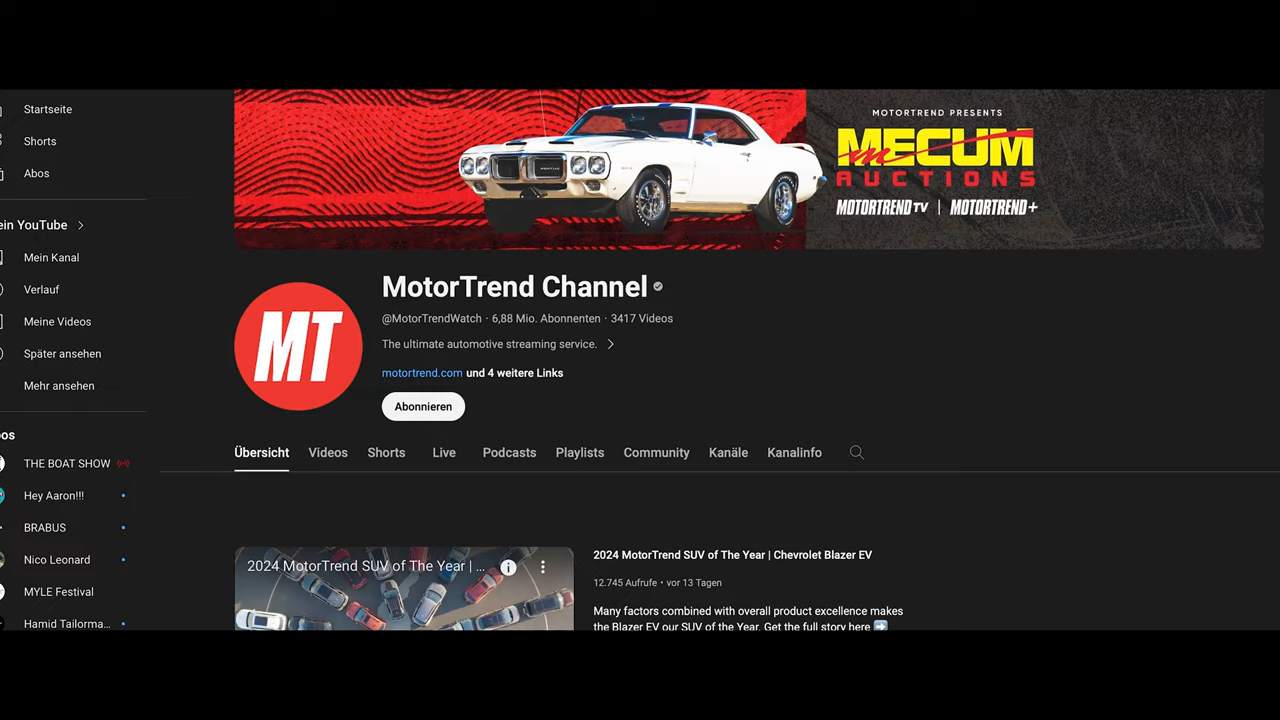 Startseite
Shorts
Abos
ein YouTube
Mein Kanal
Verlauf
Meine Videos
Später ansehen
Mehr ansehen
os
THE BOAT SHOW
Hey Aaron!!!
BRABUS
Nico Leonard
MYLE Festival
Hamid Tailorma...
MOTORTREND PRESENTS
MECUM
AUCTIONS
MOTORTREND TV | MOTORTREND+
MT
MotorTrend Channel
@MotorTrendWatch · 6,88 Mio. Abonnenten · 3417 Videos
The ultimate automotive streaming service.
motortrend.com und 4 weitere Links
Abonnieren
Übersicht Videos Shorts Live Podcasts Playlists Community Kanäle Kanalinfo
2024 MotorTrend SUV of The Year | ...
2024 MotorTrend SUV of The Year | Chevrolet Blazer EV
12.745 Aufrufe • vor 13 Tagen
Many factors combined with overall product excellence makes
the Blazer EV our SUV of the Year. Get the full story here ➡️